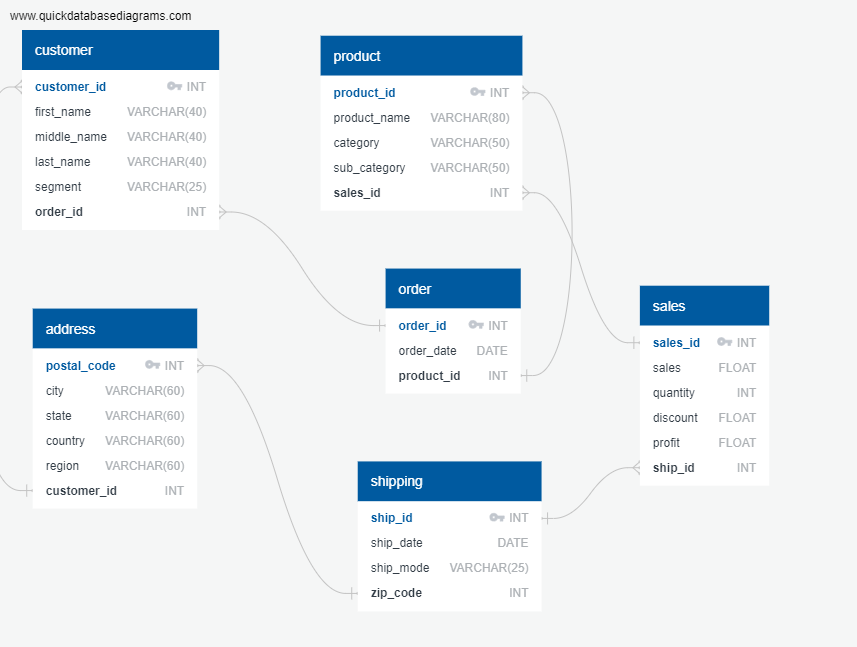 www.quickdatabasediagrams.com
customer
customer_id INT
first_name VARCHAR(40)
middle_name VARCHAR(40)
last_name VARCHAR(40)
segment VARCHAR(25)
order_id INT
product
product_id INT
product_name VARCHAR(80)
category VARCHAR(50)
sub_category VARCHAR(50)
sales_id INT
order
order_id INT
order_date DATE
product_id INT
sales
sales_id INT
sales FLOAT
quantity INT
discount FLOAT
profit FLOAT
ship_id INT
address
postal_code INT
city VARCHAR(60)
state VARCHAR(60)
country VARCHAR(60)
region VARCHAR(60)
customer_id INT
shipping
ship_id INT
ship_date DATE
ship_mode VARCHAR(25)
zip_code INT